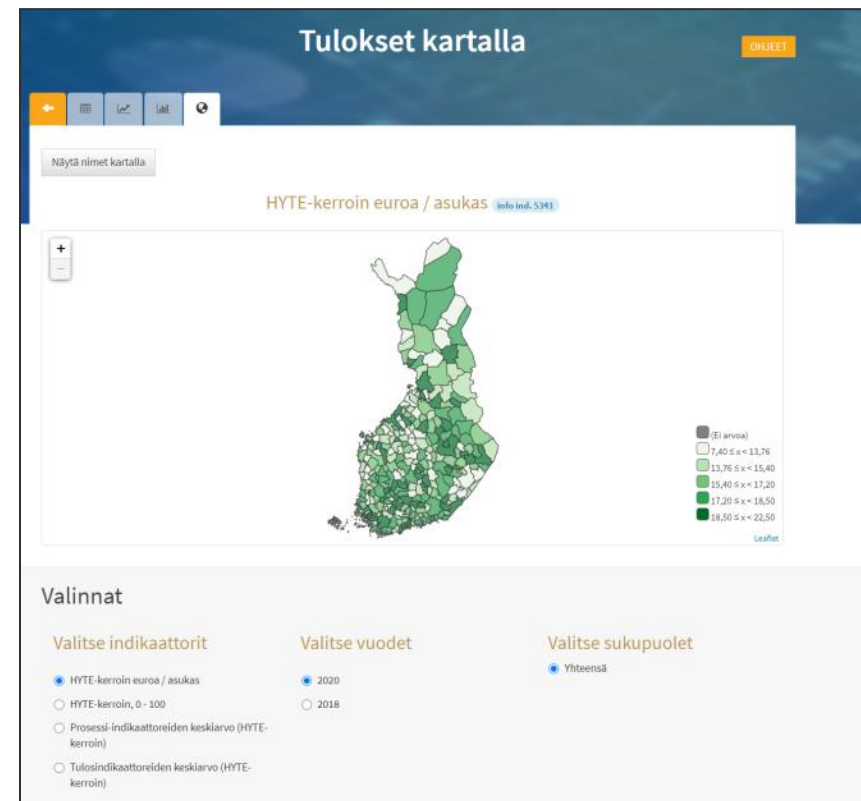 Tulokset kartalla
OHJEET
Näytä nimet kartalla
HYTE-kerroin euroa / asukas info ind. 5341
+
−
(Ei arvoa)
7,40 ≤ x < 13,76
13,76 ≤ x < 15,40
15,40 ≤ x < 17,20
17,20 ≤ x < 18,50
18,50 ≤ x < 22,50
Leaflet
Valinnat
Valitse indikaattorit
HYTE-kerroin euroa / asukas
HYTE-kerroin, 0 - 100
Prosessi-indikaattoreiden keskiarvo (HYTE-
kerroin)
Tulosindikaattoreiden keskiarvo (HYTE-
kerroin)
Valitse vuodet
2020
2018
Valitse sukupuolet
Yhteensä